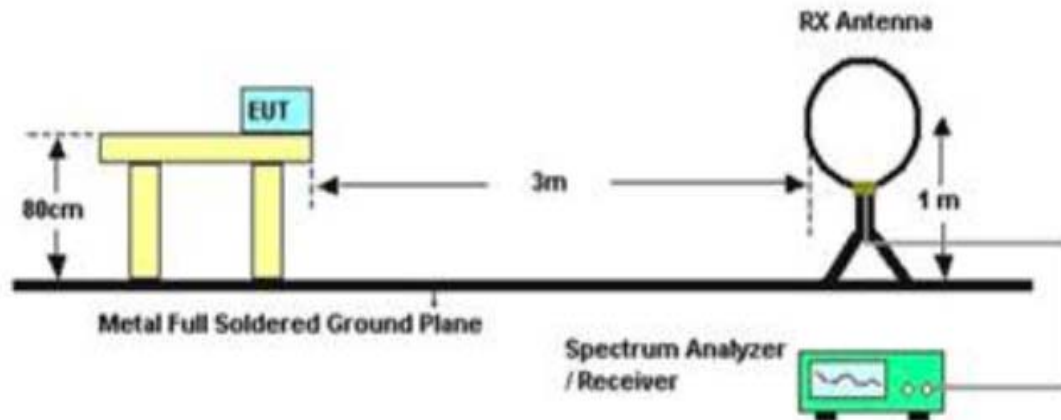 RX Antenna
EUT
3m
80cm
1 m
Metal Full Soldered Ground Plane
Spectrum Analyzer
/ Receiver